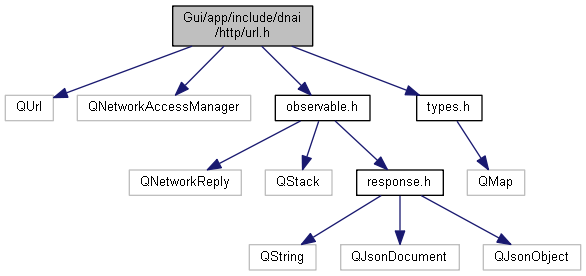 Gui/app/include/dnai
/http/url.h
QUrl
QNetworkAccessManager
observable.h
types.h
QNetworkReply
QStack
response.h
QMap
QString
QJsonDocument
QJsonObject